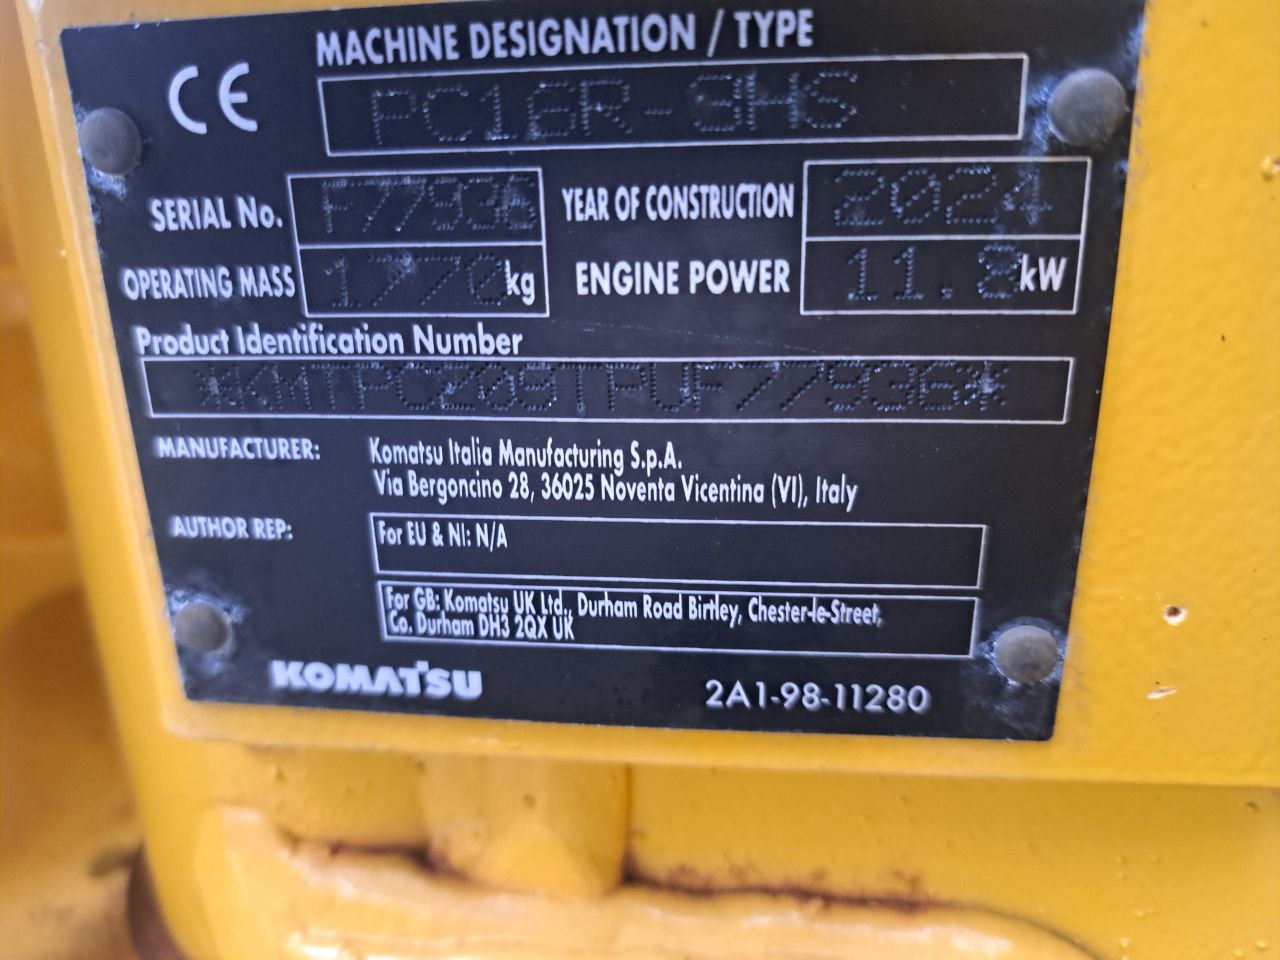 CE
MACHINE DESIGNATION / TYPE
PC16R-3HS
SERIAL No. F77936
YEAR OF CONSTRUCTION 2024
OPERATING MASS 1770 kg
ENGINE POWER 11.8 kW
Product Identification Number
*KMTPCZ09TPUF77936*
MANUFACTURER: Komatsu Italia Manufacturing S.p.A.
Via Bergoncino 28, 36025 Noventa Vicentina (VI), Italy
AUTHOR REP: For EU & NI: N/A
For GB: Komatsu UK Ltd., Durham Road Birtley, Chester-le-Street,
Co. Durham DH3 2QX UK
KOMATSU
2A1-98-11280